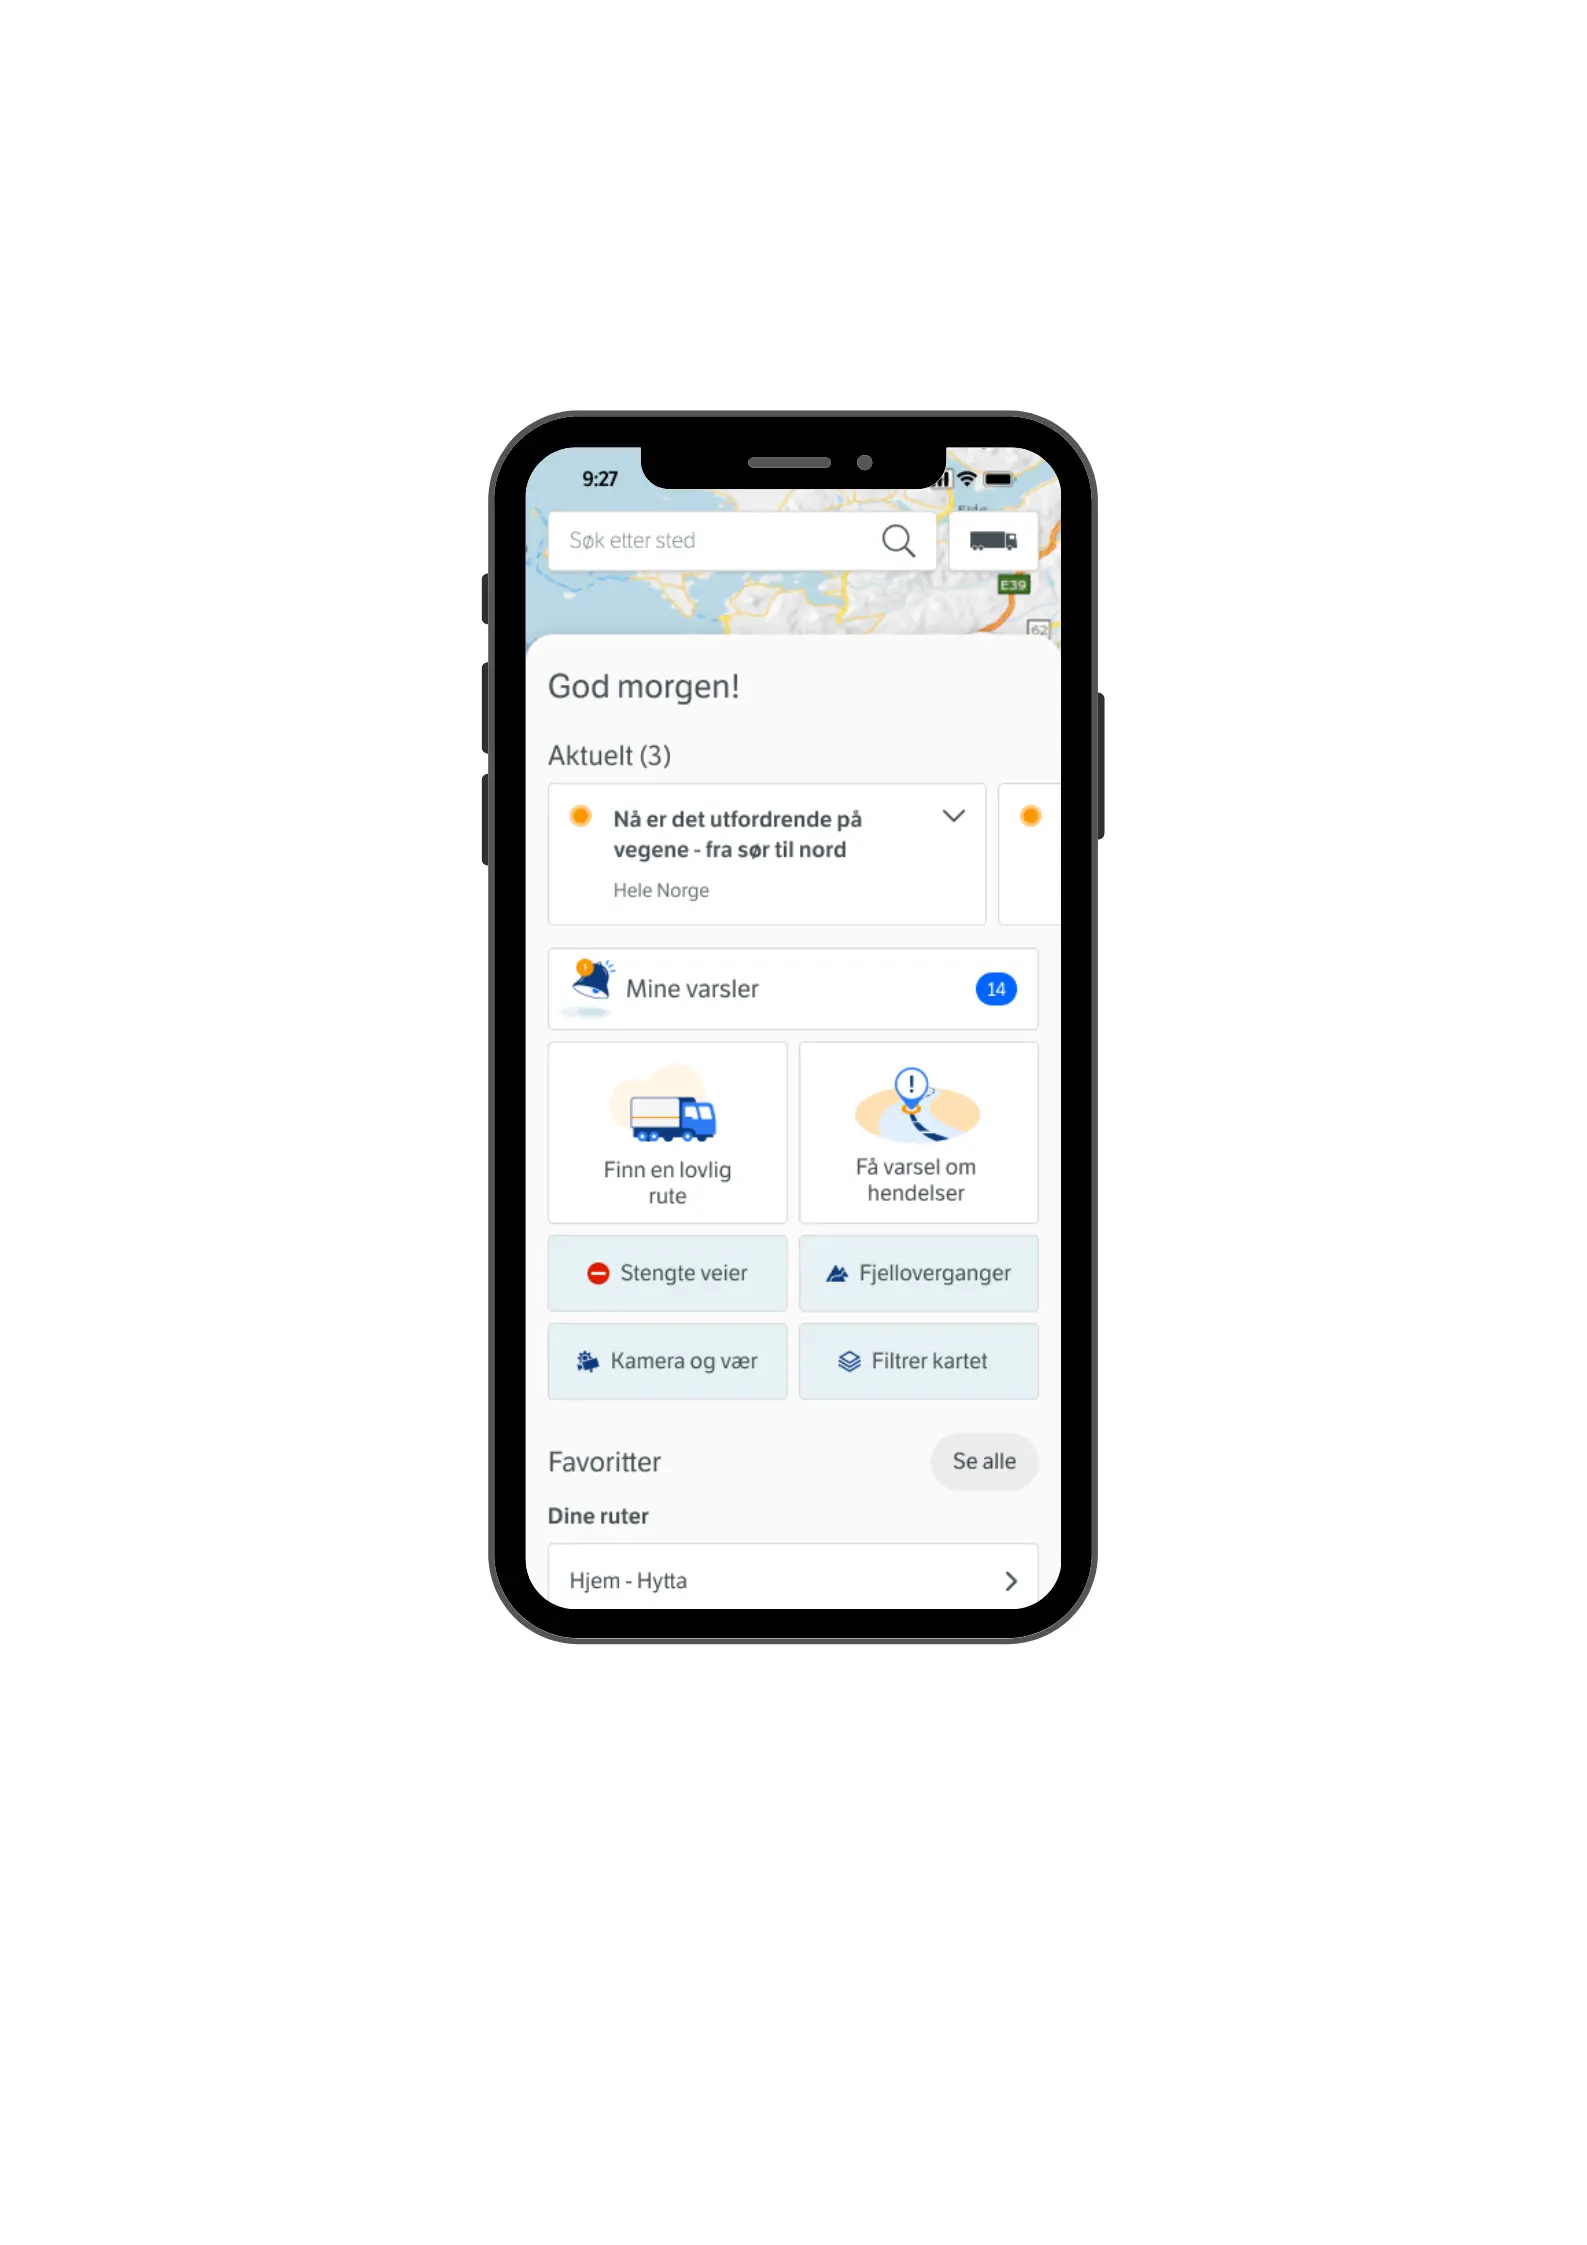 9:27
Søk etter sted
E39
62
God morgen!
Aktuelt (3)
Nå er det utfordrende på
vegene - fra sør til nord
Hele Norge
1
Mine varsler
14
Finn en lovlig
rute
!
Få varsel om
hendelser
Stengte veier
Fjelloverganger
Kamera og vær
Filtrer kartet
Favoritter
Se alle
Dine ruter
Hjem - Hytta